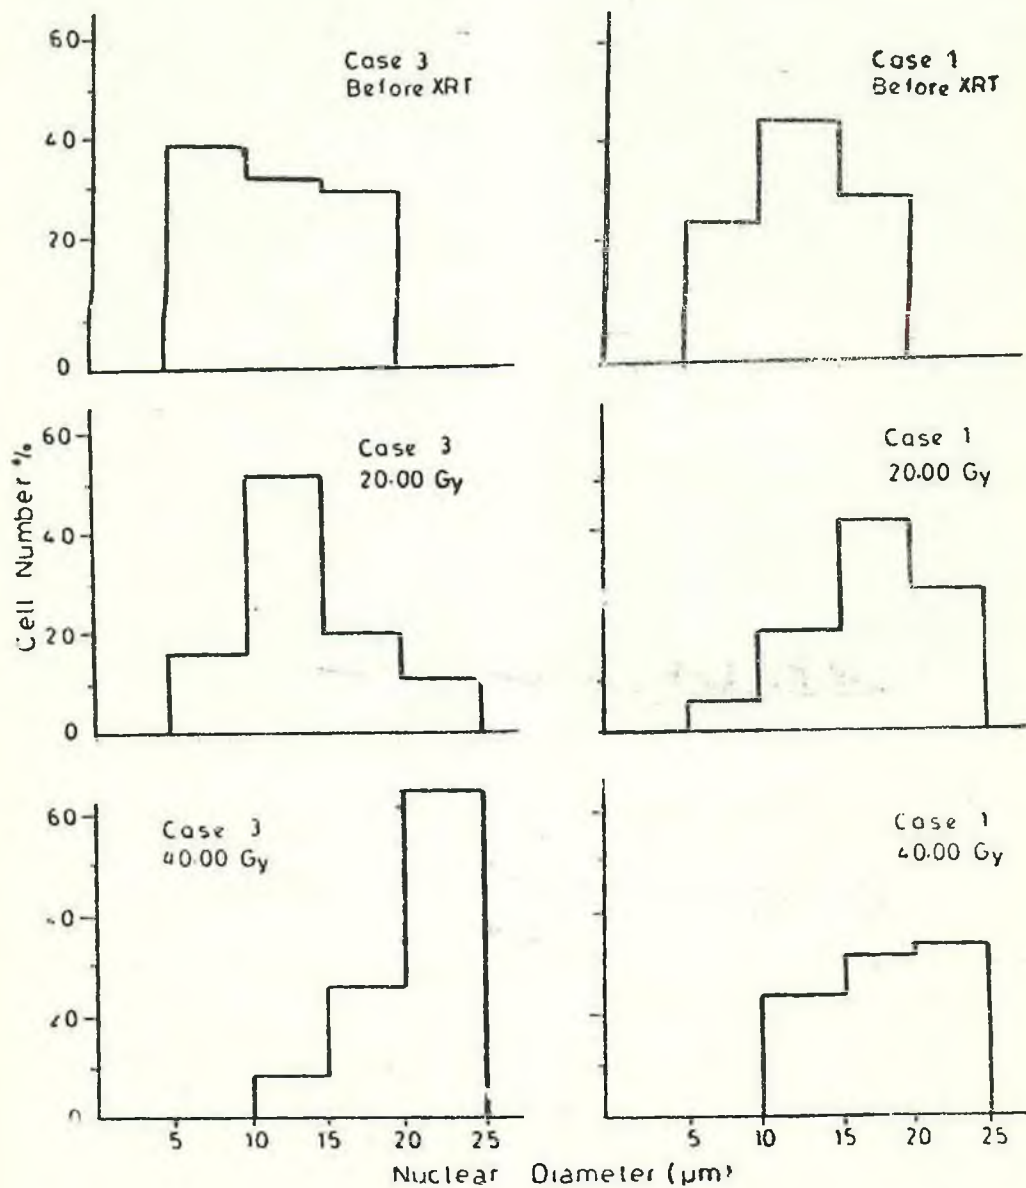 60
40
20
0
Case 3
Before XRT
Case 1
Before XRT
60
40
20
0
Case 3
20.00 Gy
Case 1
20.00 Gy
Cell Number %
60
40
20
0
Case 3
40.00 Gy
Case 1
40.00 Gy
5 10 15 20 25
5 10 15 20 25
Nuclear Diameter (µm)